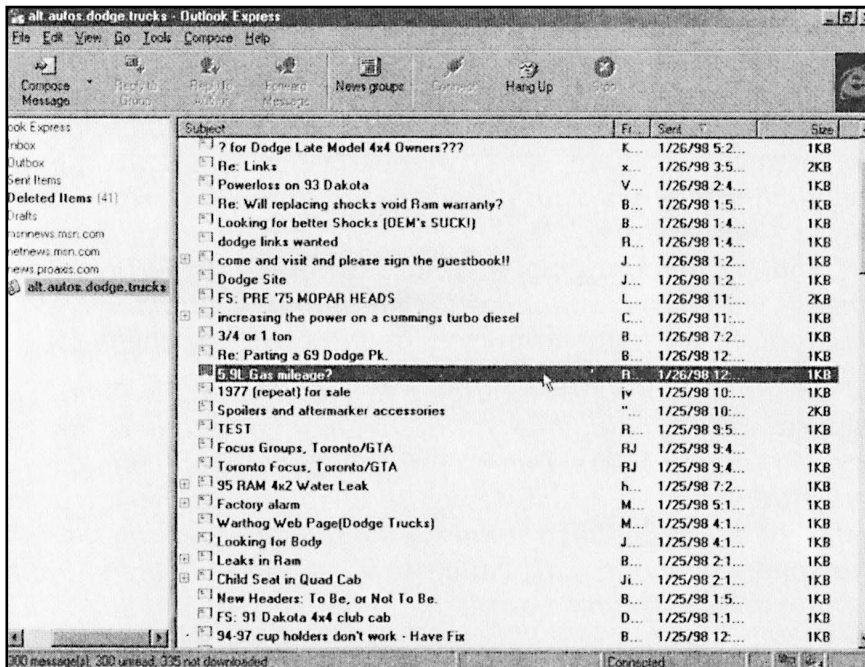 alt.autos.dodge.trucks - Outlook Express
File Edit View Go Tools Compose Help
Compose Message
Reply to Group
Reply to Author
Forward Message
News groups
Connect
Hang Up
Stop
ook Express
Inbox
Outbox
Sent Items
Deleted Items (41)
Drafts
msnnews.msn.com
netnews.msn.com
news.proaxis.com
alt.autos.dodge.trucks
Subject Fr... Sent Size
? for Dodge Late Model 4x4 Owners??? K... 1/26/98 5:2... 1KB
Re: Links x... 1/26/98 3:5... 2KB
Powerloss on 93 Dakota V... 1/26/98 2:4... 1KB
Re: Will replacing shocks void Ram warranty? B... 1/26/98 1:5... 1KB
Looking for better Shocks (OEM's SUCK!) B... 1/26/98 1:4... 1KB
dodge links wanted R... 1/26/98 1:4... 1KB
come and visit and please sign the guestbook!! J... 1/26/98 1:2... 1KB
Dodge Site J... 1/26/98 1:2... 1KB
FS: PRE '75 MOPAR HEADS L... 1/26/98 11:... 2KB
increasing the power on a cummings turbo diesel C... 1/26/98 11:... 1KB
3/4 or 1 ton B... 1/26/98 7:2... 1KB
Re: Parting a 69 Dodge Pk. B... 1/26/98 12:... 1KB
5.9L Gas mileage? R... 1/26/98 12:... 1KB
1977 (repeat) for sale jv 1/25/98 10:... 1KB
Spoilers and aftermarker accessories "... 1/25/98 10:... 2KB
TEST R... 1/25/98 9:5... 1KB
Focus Groups, Toronto/GTA RJ 1/25/98 9:4... 1KB
Toronto Focus, Toronto/GTA RJ 1/25/98 9:4... 1KB
95 RAM 4x2 Water Leak h... 1/25/98 7:2... 1KB
Factory alarm M... 1/25/98 5:1... 1KB
Warthog Web Page(Dodge Trucks) M... 1/25/98 4:1... 1KB
Looking for Body J... 1/25/98 4:1... 1KB
Leaks in Ram B... 1/25/98 2:1... 1KB
Child Seat in Quad Cab Ji... 1/25/98 2:1... 1KB
New Headers: To Be, or Not To Be. B... 1/25/98 1:5... 1KB
FS: 91 Dakota 4x4 club cab D... 1/25/98 1:1... 1KB
94-97 cup holders don't work - Have Fix B... 1/25/98 12:... 1KB
300 message(s), 300 unread, 335 not downloaded Connected